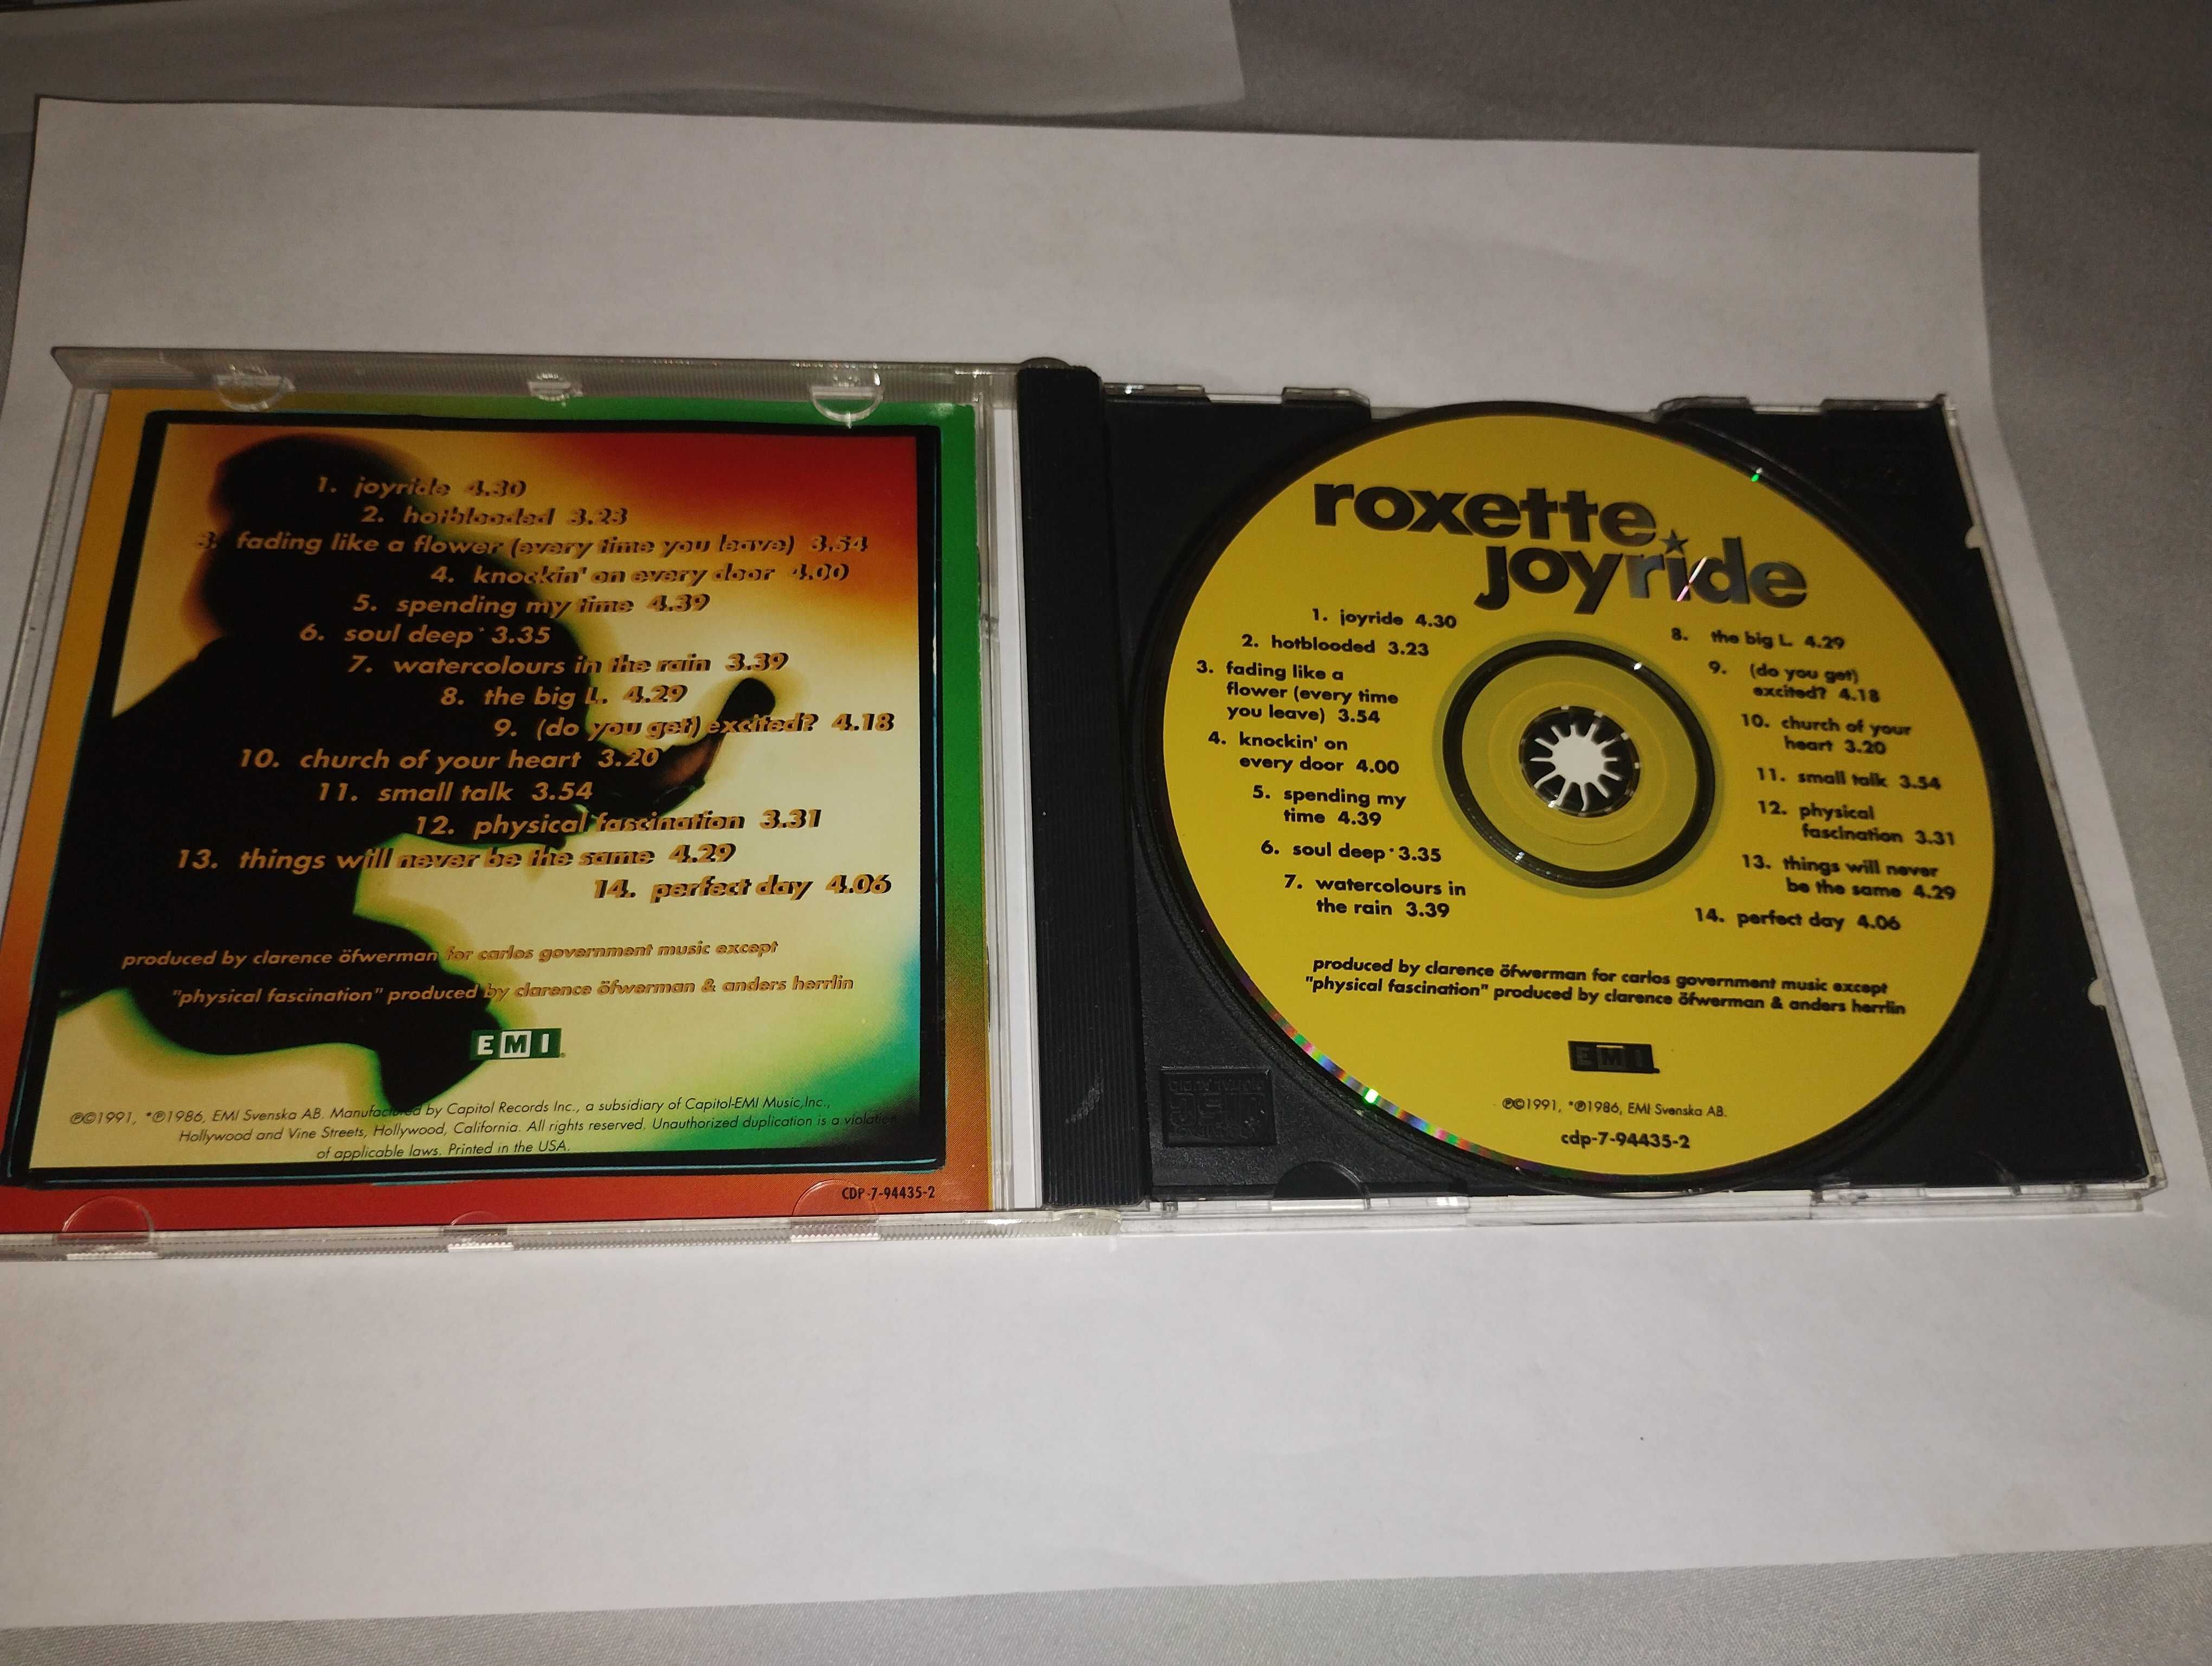 1. joyride 4.30
2. hotblooded 3.23
3. fading like a flower (every time you leave) 3.54
4. knockin' on every door 4.00
5. spending my time 4.39
6. soul deep* 3.35
7. watercolours in the rain 3.39
8. the big L. 4.29
9. (do you get) excited? 4.18
10. church of your heart 3.20
11. small talk 3.54
12. physical fascination 3.31
13. things will never be the same 4.29
14. perfect day 4.06
produced by clarence öfwerman for carlos government music except
"physical fascination" produced by clarence öfwerman & anders herrlin
EMI
℗©1991, *℗1986, EMI Svenska AB. Manufactured by Capitol Records Inc., a subsidiary of Capitol-EMI Music,Inc.,
Hollywood and Vine Streets, Hollywood, California. All rights reserved. Unauthorized duplication is a violation
of applicable laws. Printed in the USA.
CDP-7-94435-2
roxette
joyride
1. joyride 4.30
2. hotblooded 3.23
3. fading like a
flower (every time
you leave) 3.54
4. knockin' on
every door 4.00
5. spending my
time 4.39
6. soul deep* 3.35
7. watercolours in
the rain 3.39
8. the big L. 4.29
9. (do you get)
excited? 4.18
10. church of your
heart 3.20
11. small talk 3.54
12. physical
fascination 3.31
13. things will never
be the same 4.29
14. perfect day 4.06
produced by clarence öfwerman for carlos government music except
"physical fascination" produced by clarence öfwerman & anders herrlin
EMI
℗©1991, *℗1986, EMI Svenska AB.
cdp-7-94435-2